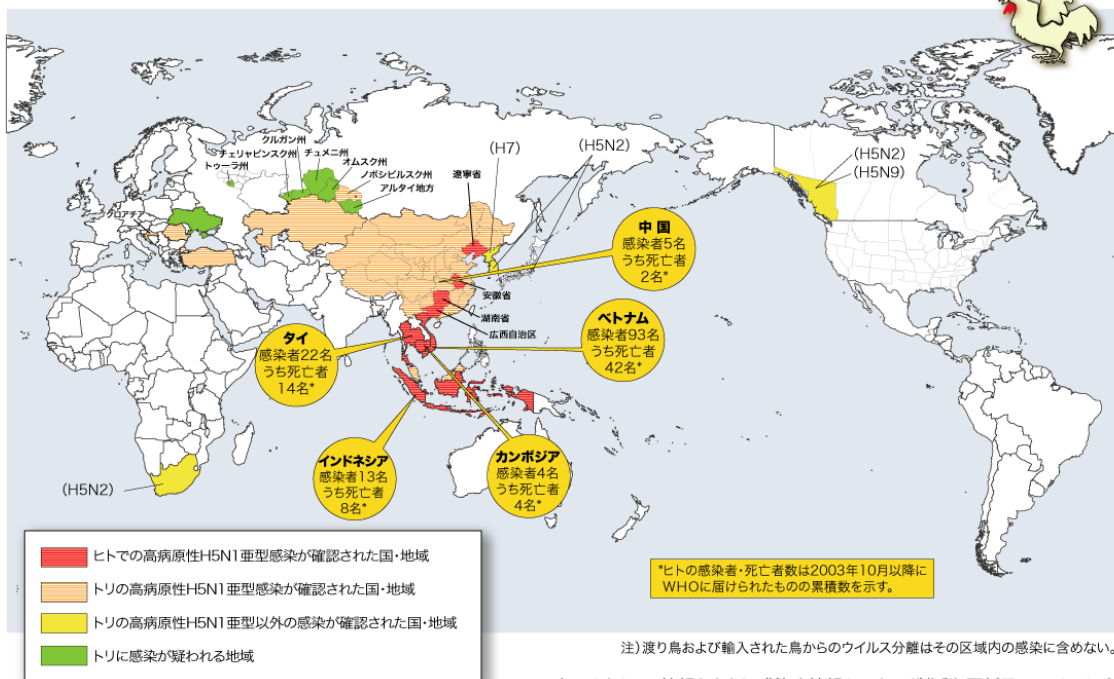 クルガン州
チェリャビンスク州
チュメニ州
トゥーラ州
オムスク州
ノボシビルスク州
アルタイ地方
(H7)
(H5N2)
遼寧省
(H5N2)
(H5N9)
クロアチア
中国
感染者5名
うち死亡者
2名*
安徽省
湖南省
広西自治区
ベトナム
感染者93名
うち死亡者
42名*
タイ
感染者22名
うち死亡者
14名*
インドネシア
感染者13名
うち死亡者
8名*
カンボジア
感染者4名
うち死亡者
4名*
(H5N2)
ヒトでの高病原性H5N1亜型感染が確認された国・地域
トリの高病原性H5N1亜型感染が確認された国・地域
トリの高病原性H5N1亜型以外の感染が確認された国・地域
トリに感染が疑われる地域
*ヒトの感染者・死亡者数は2003年10月以降に
WHOに届けられたものの累積数を示す。
注)渡り鳥および輸入された鳥からのウイルス分離はその区域内の感染に含めない。